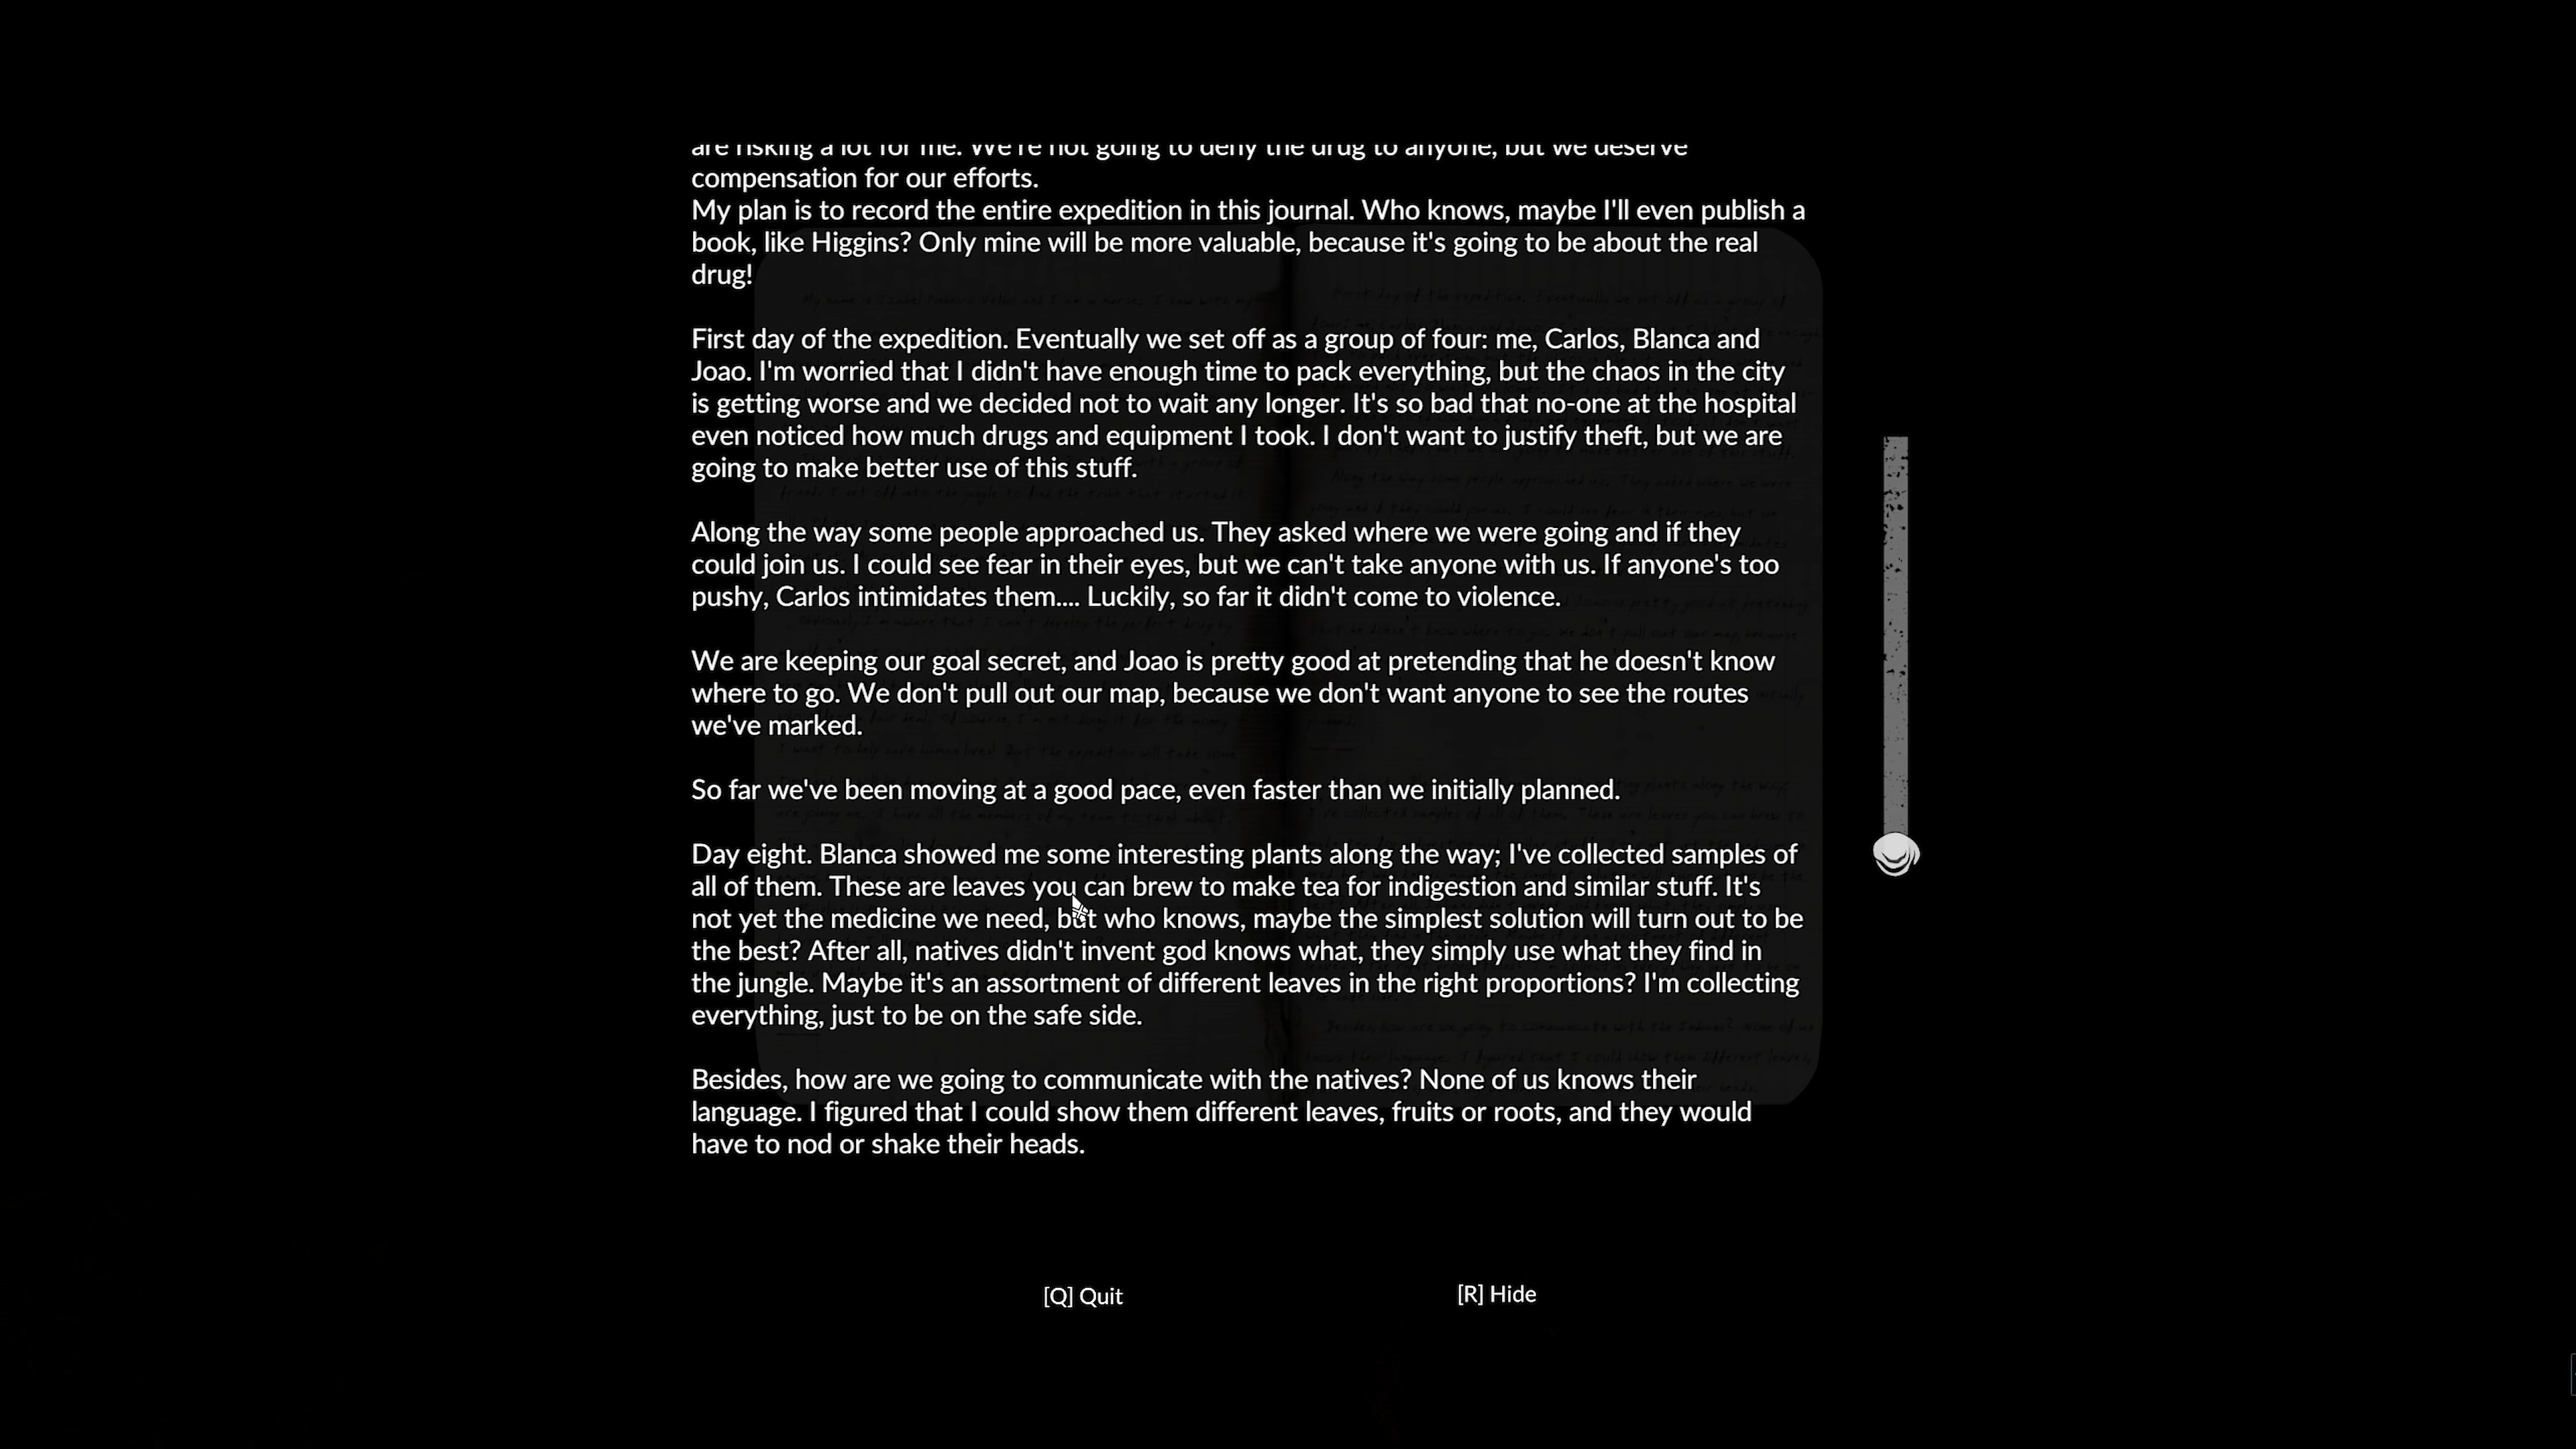 are risking a lot for me. We're not going to deny the drug to anyone, but we deserve
compensation for our efforts.
My plan is to record the entire expedition in this journal. Who knows, maybe I'll even publish a
book, like Higgins? Only mine will be more valuable, because it's going to be about the real
drug!
First day of the expedition. Eventually we set off as a group of four: me, Carlos, Blanca and
Joao. I'm worried that I didn't have enough time to pack everything, but the chaos in the city
is getting worse and we decided not to wait any longer. It's so bad that no-one at the hospital
even noticed how much drugs and equipment I took. I don't want to justify theft, but we are
going to make better use of this stuff.
Along the way some people approached us. They asked where we were going and if they
could join us. I could see fear in their eyes, but we can't take anyone with us. If anyone's too
pushy, Carlos intimidates them.... Luckily, so far it didn't come to violence.
We are keeping our goal secret, and Joao is pretty good at pretending that he doesn't know
where to go. We don't pull out our map, because we don't want anyone to see the routes
we've marked.
So far we've been moving at a good pace, even faster than we initially planned.
Day eight. Blanca showed me some interesting plants along the way; I've collected samples of
all of them. These are leaves you can brew to make tea for indigestion and similar stuff. It's
not yet the medicine we need, but who knows, maybe the simplest solution will turn out to be
the best? After all, natives didn't invent god knows what, they simply use what they find in
the jungle. Maybe it's an assortment of different leaves in the right proportions? I'm collecting
everything, just to be on the safe side.
Besides, how are we going to communicate with the natives? None of us knows their
language. I figured that I could show them different leaves, fruits or roots, and they would
have to nod or shake their heads.
[Q] Quit
[R] Hide